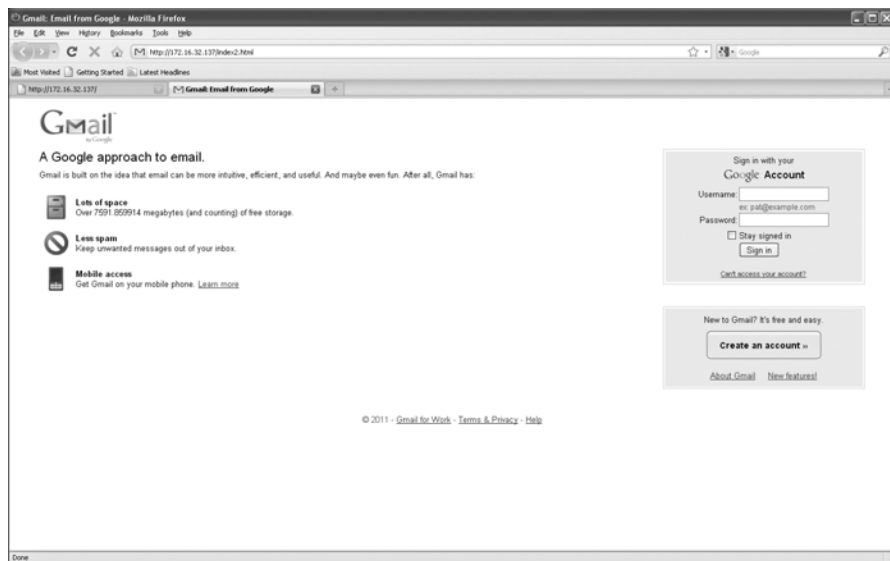 Gmail: Email from Google - Mozilla Firefox
File Edit View History Bookmarks Tools Help
http://172.16.32.137/index2.html
Google
Most Visited Getting Started Latest Headlines
http://172.16.32.137/
Gmail: Email from Google
Gmail
by Google
A Google approach to email.
Gmail is built on the idea that email can be more intuitive, efficient, and useful. And maybe even fun. After all, Gmail has:
Lots of space
Over 7591.859914 megabytes (and counting) of free storage.
Less spam
Keep unwanted messages out of your inbox.
Mobile access
Get Gmail on your mobile phone. Learn more
Sign in with your
Google Account
Username:
ex: pat@example.com
Password:
Stay signed in
Sign in
Can't access your account?
New to Gmail? It's free and easy.
Create an account »
About Gmail New features!
© 2011 - Gmail for Work - Terms & Privacy - Help
Done